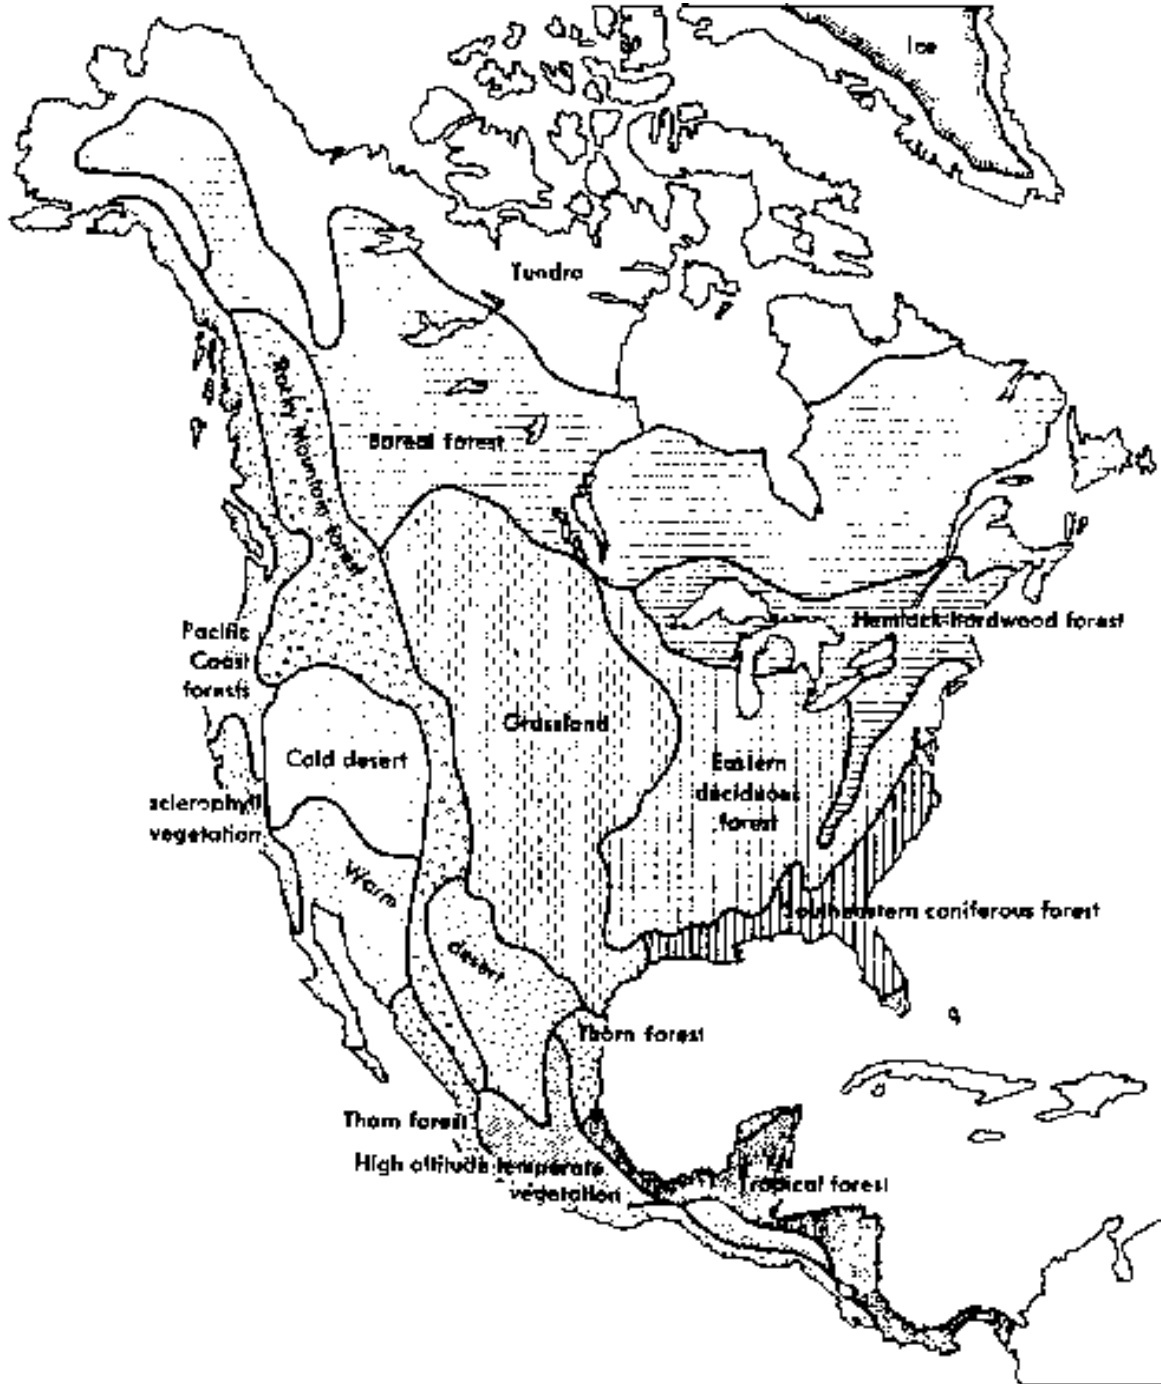 Ice
Tundra
Rocky Mountain forest
Boreal forest
Hemlock-hardwood forest
Pacific
Coast
forests
Grassland
Cold desert
Eastern
deciduous
forest
sclerophyll
vegetation
Warm
Southeastern coniferous forest
desert
Thorn forest
Thorn forest
High altitude temperate
vegetation
Tropical forest